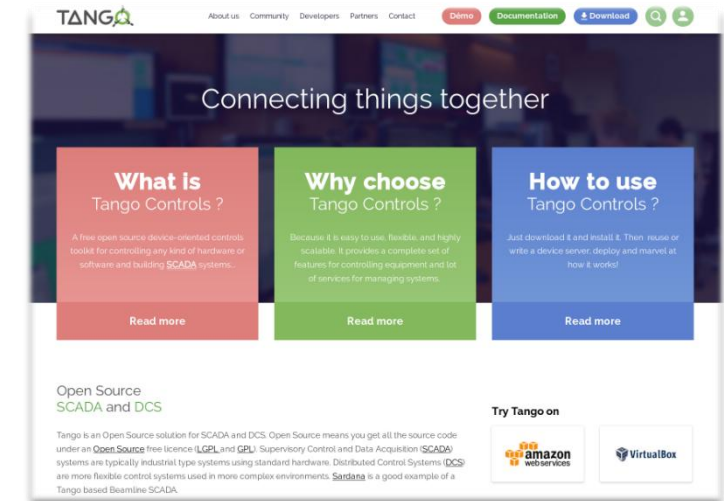 TANGO
About us Community Developers Partners Contact Démo Documentation Download
Connecting things together
What is
Tango Controls ?
A free open source device-oriented controls
toolkit for controlling any kind of hardware or
software and building SCADA systems...
Read more
Why choose
Tango Controls ?
Because it is easy to use, flexible, and highly
scalable. It provides a complete set of
features for controlling equipment and lot
of services for managing systems.
Read more
How to use
Tango Controls ?
Just download it and install it. Then reuse or
write a device server, deploy and marvel at
how it works!
Read more
Open Source
SCADA and DCS
Tango is an Open Source solution for SCADA and DCS. Open Source means you get all the source code
under an Open Source free licence (LGPL and GPL). Supervisory Control and Data Acquisition (SCADA)
systems are typically industrial type systems using standard hardware. Distributed Control Systems (DCS)
are more flexible control systems used in more complex environments. Sardana is a good example of a
Tango based Beamline SCADA.
Try Tango on
amazon
webservices
VirtualBox